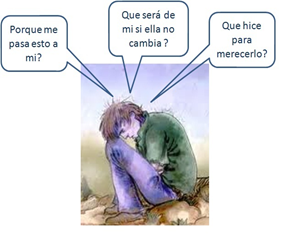 Porque me
pasa esto a
mi?
Que será de
mi si ella no
cambia ?
Que hice
para
merecerlo?